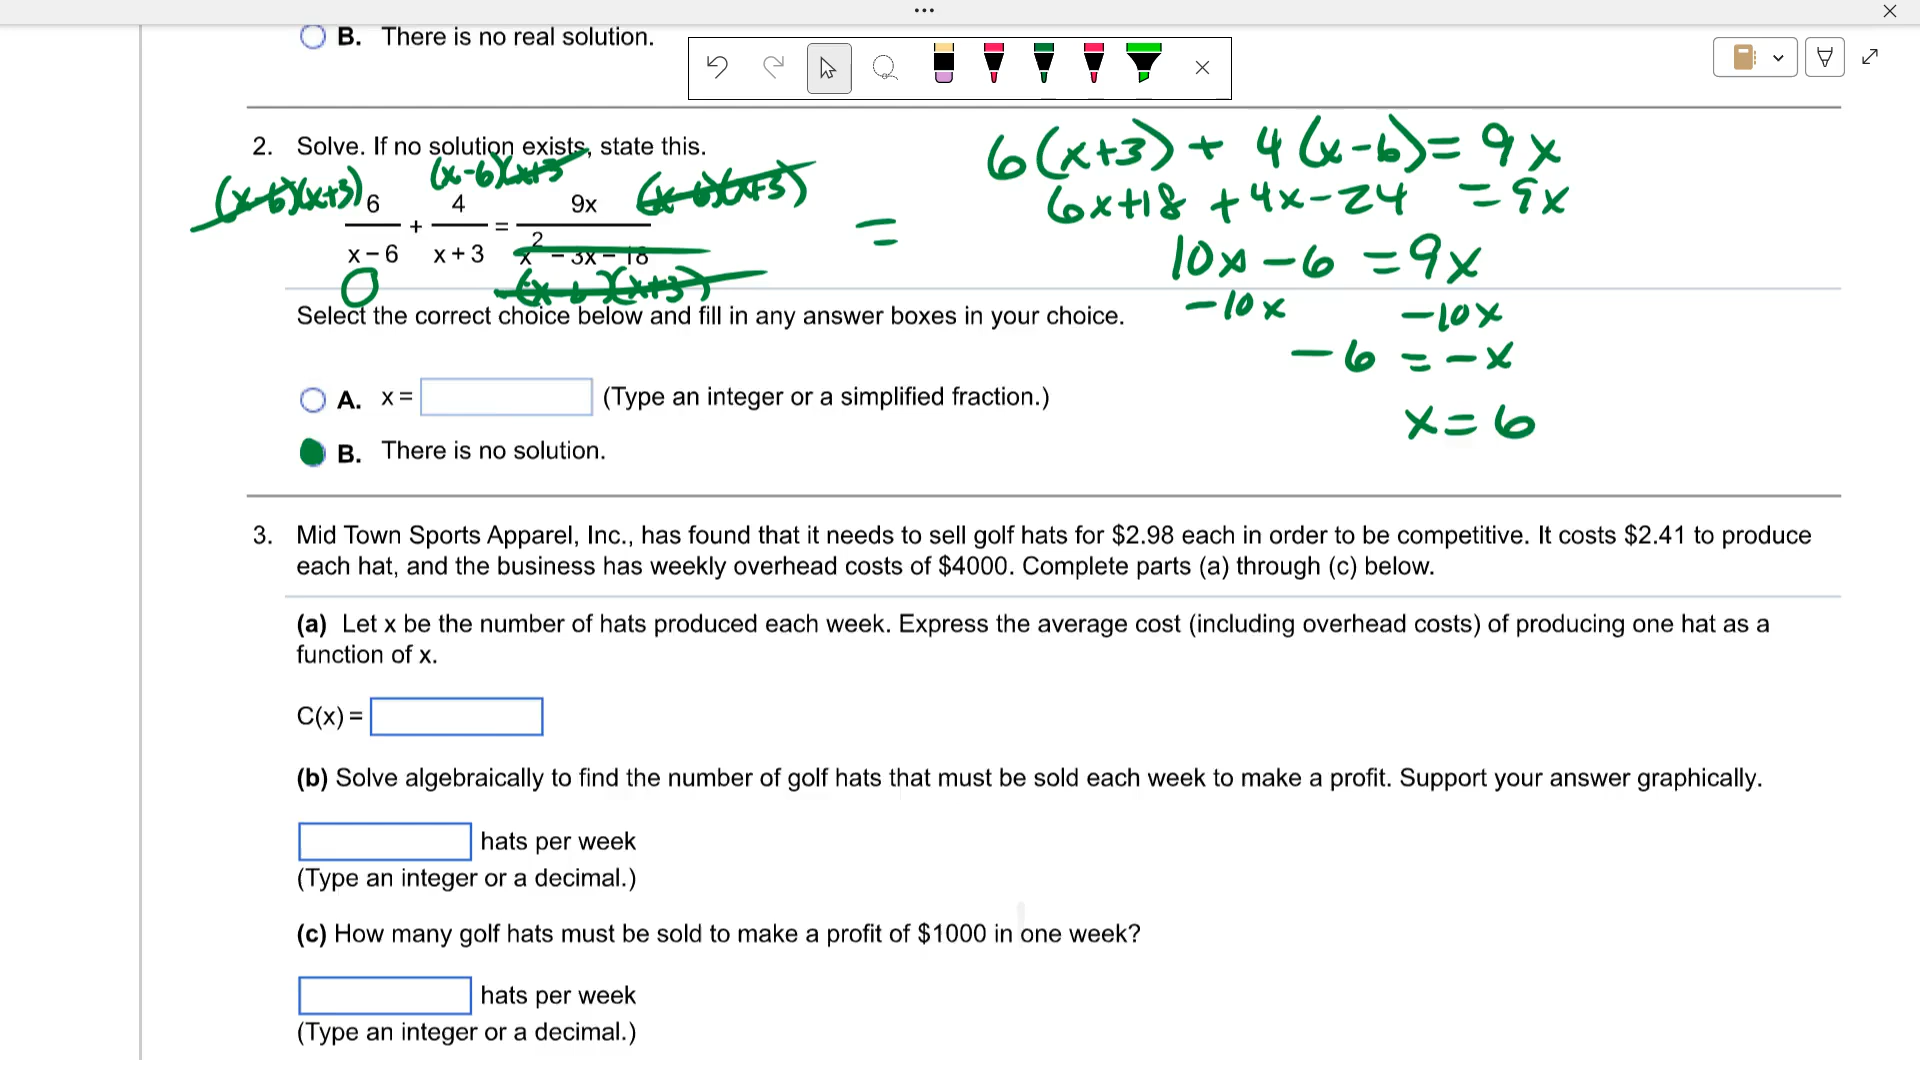 B. There is no real solution.
2. Solve. If no solution exists, state this.
(x-6)(x+3) 6/(x − 6) + (x-6)(x+3) 4/(x + 3) = 9x/(x² − 3x − 18) (x-6)(x+3)
0 (x-6)(x+3)
=
6(x+3) + 4(x-6) = 9x
6x+18 + 4x-24 = 9x
10x - 6 = 9x
-10x -10x
-6 = -x
x = 6
Select the correct choice below and fill in any answer boxes in your choice.
A. x = (Type an integer or a simplified fraction.)
B. There is no solution.
3. Mid Town Sports Apparel, Inc., has found that it needs to sell golf hats for $2.98 each in order to be competitive. It costs $2.41 to produce
each hat, and the business has weekly overhead costs of $4000. Complete parts (a) through (c) below.
(a) Let x be the number of hats produced each week. Express the average cost (including overhead costs) of producing one hat as a
function of x.
C(x) =
(b) Solve algebraically to find the number of golf hats that must be sold each week to make a profit. Support your answer graphically.
hats per week
(Type an integer or a decimal.)
(c) How many golf hats must be sold to make a profit of $1000 in one week?
hats per week
(Type an integer or a decimal.)